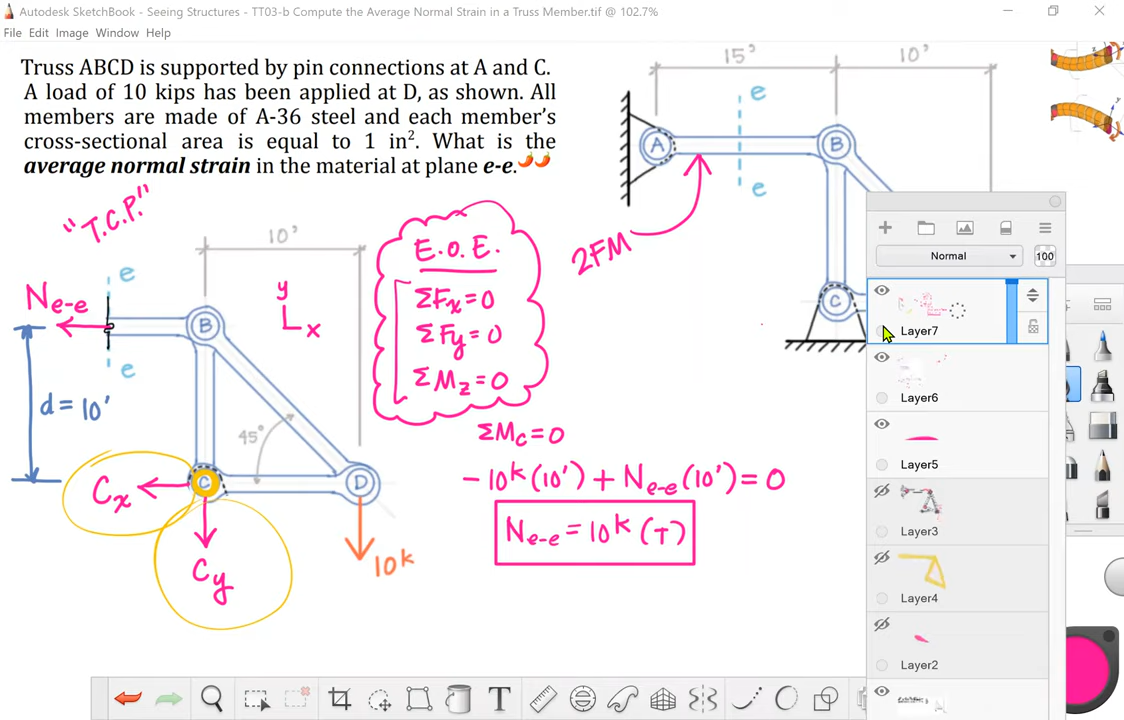 Autodesk SketchBook - Seeing Structures - TT03-b Compute the Average Normal Strain in a Truss Member.tif @ 102.7%
File Edit Image Window Help
Truss ABCD is supported by pin connections at A and C.
A load of 10 kips has been applied at D, as shown. All
members are made of A-36 steel and each member's
cross-sectional area is equal to 1 in². What is the
average normal strain in the material at plane e-e.
15'
10'
e
A
B
e
2FM
C
"T.C.P."
10'
e
N e-e
B
e
d = 10'
45°
C
D
Cx
Cy
10k
y
x
E.O.E.
ΣFx=0
ΣFy=0
ΣMz=0
ΣMc=0
-10k(10') + Ne-e(10') = 0
Ne-e = 10k (T)
Normal
100
Layer7
Layer6
Layer5
Layer3
Layer4
Layer2
T